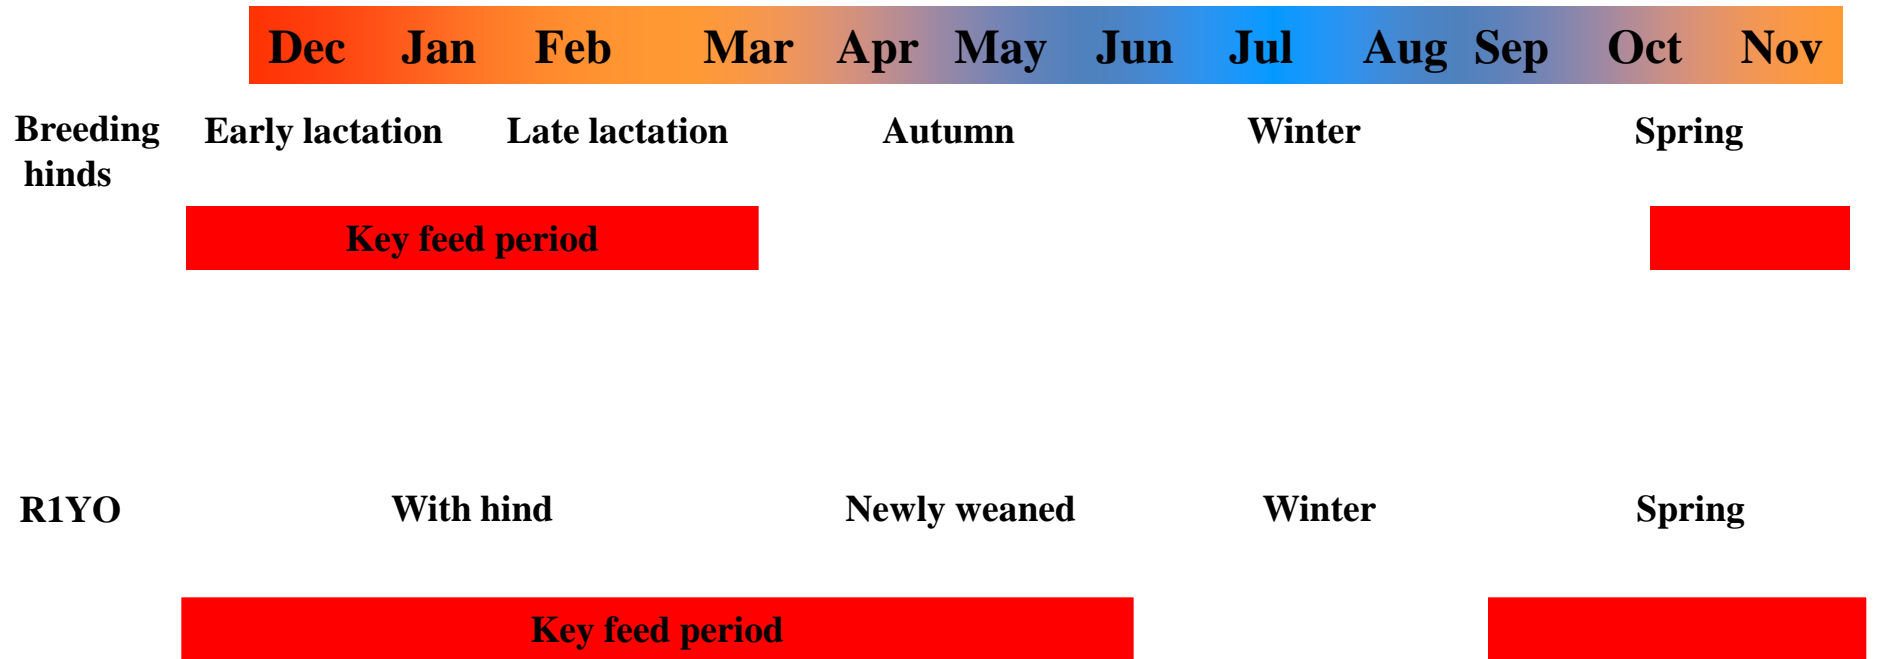 Dec Jan Feb Mar Apr May Jun Jul Aug Sep Oct Nov
Breeding
hinds
Early lactation Late lactation Autumn Winter Spring
Key feed period
R1YO With hind Newly weaned Winter Spring
Key feed period